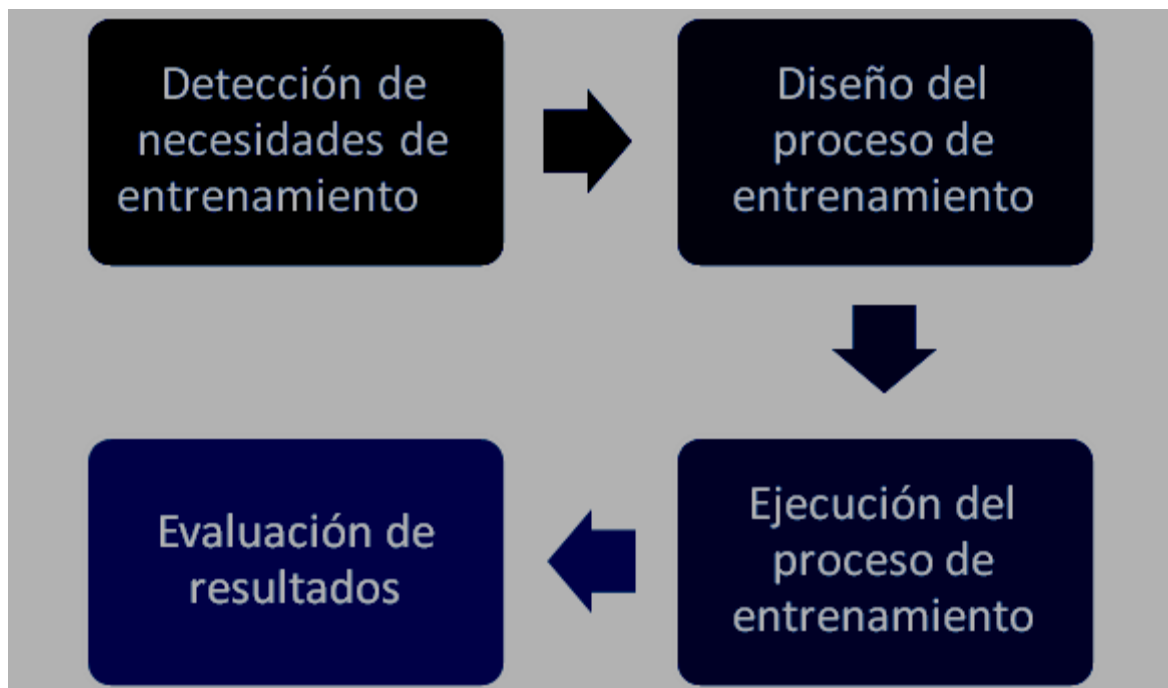 Detección de
necesidades de
entrenamiento
Diseño del
proceso de
entrenamiento
Ejecución del
proceso de
entrenamiento
Evaluación de
resultados